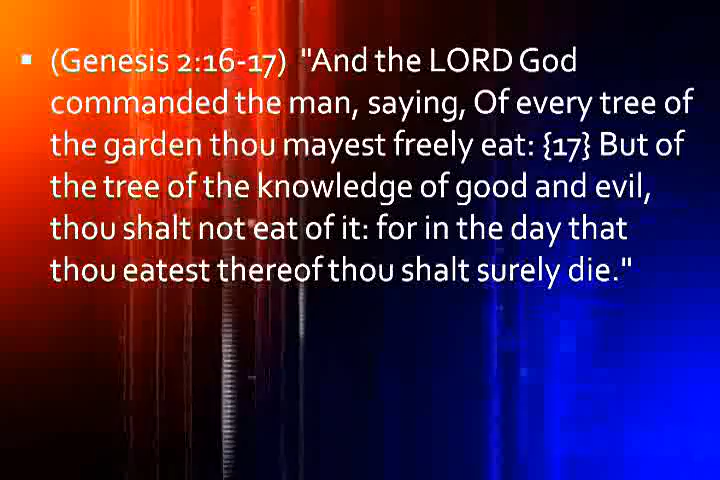 (Genesis 2:16-17) "And the LORD God
commanded the man, saying, Of every tree of
the garden thou mayest freely eat: {17} But of
the tree of the knowledge of good and evil,
thou shalt not eat of it: for in the day that
thou eatest thereof thou shalt surely die."